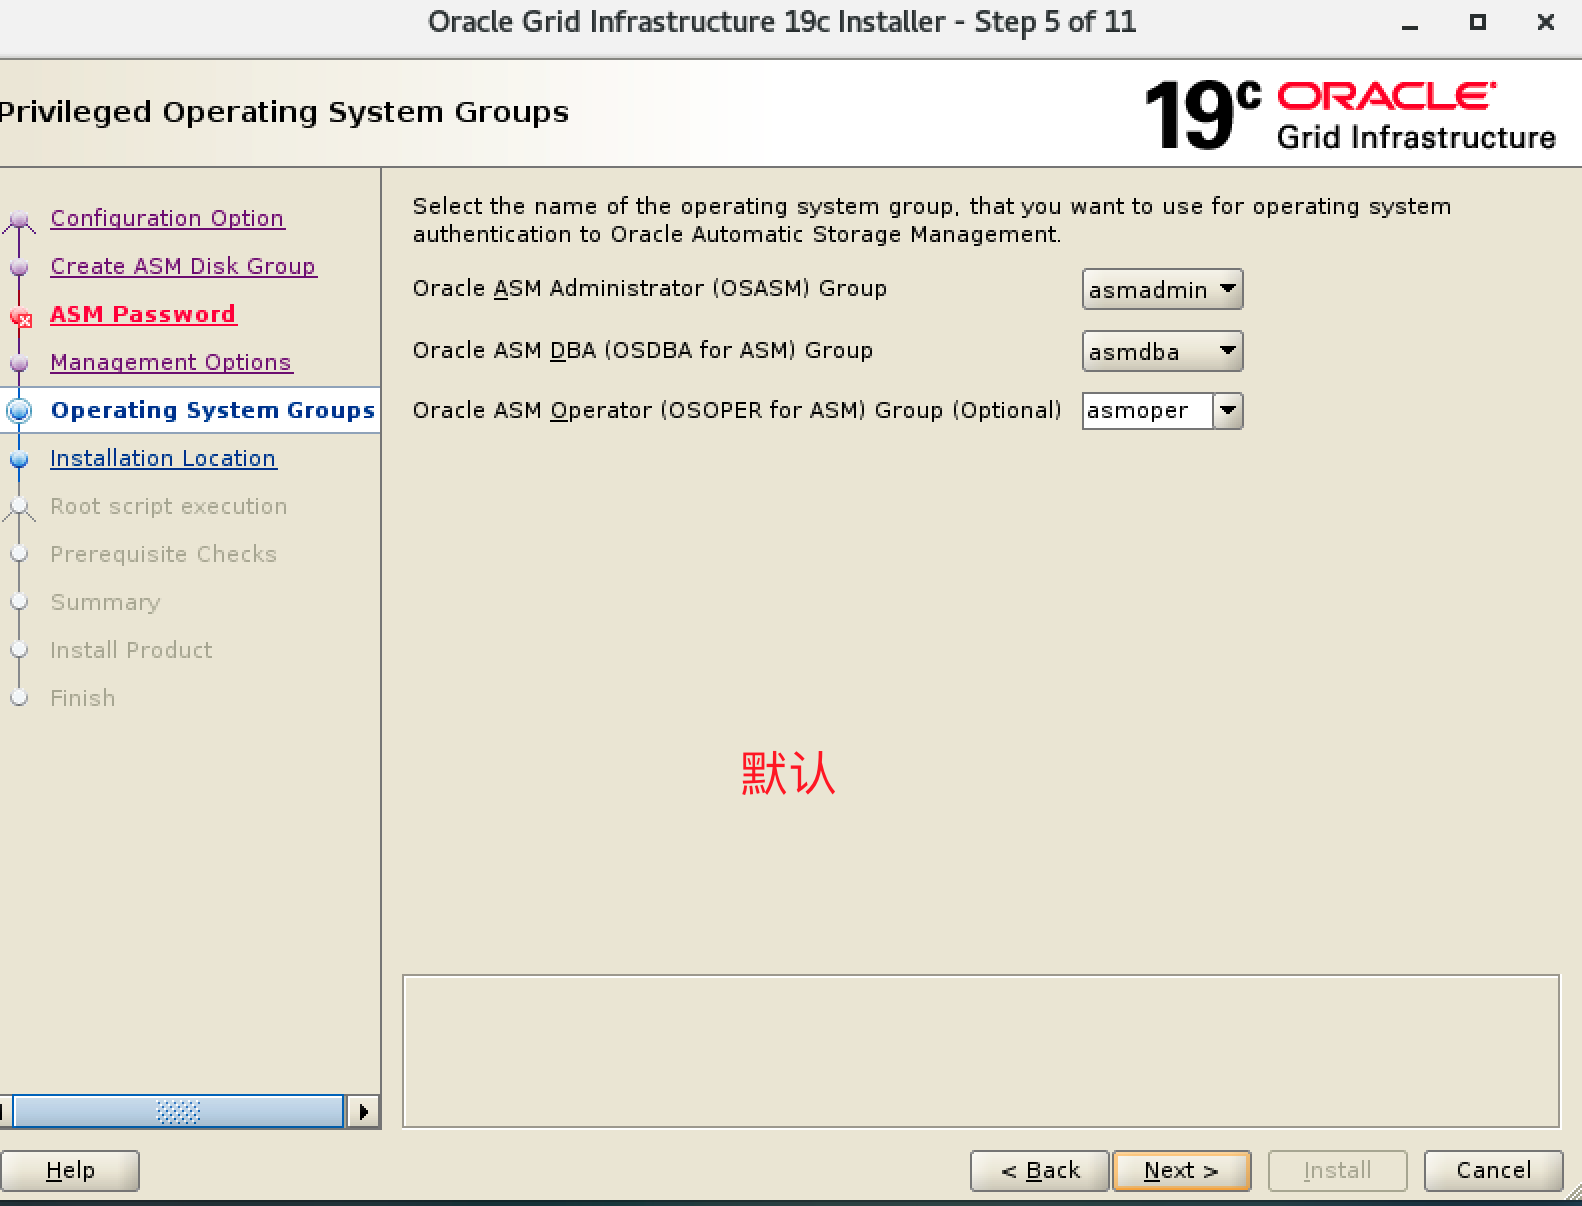 Oracle Grid Infrastructure 19c Installer - Step 5 of 11
Privileged Operating System Groups
19c ORACLE
Grid Infrastructure
Configuration Option
Create ASM Disk Group
ASM Password
Management Options
Operating System Groups
Installation Location
Root script execution
Prerequisite Checks
Summary
Install Product
Finish
Select the name of the operating system group, that you want to use for operating system
authentication to Oracle Automatic Storage Management.
Oracle ASM Administrator (OSASM) Group asmadmin
Oracle ASM DBA (OSDBA for ASM) Group asmdba
Oracle ASM Operator (OSOPER for ASM) Group (Optional) asmoper
默认
Help < Back Next > Install Cancel